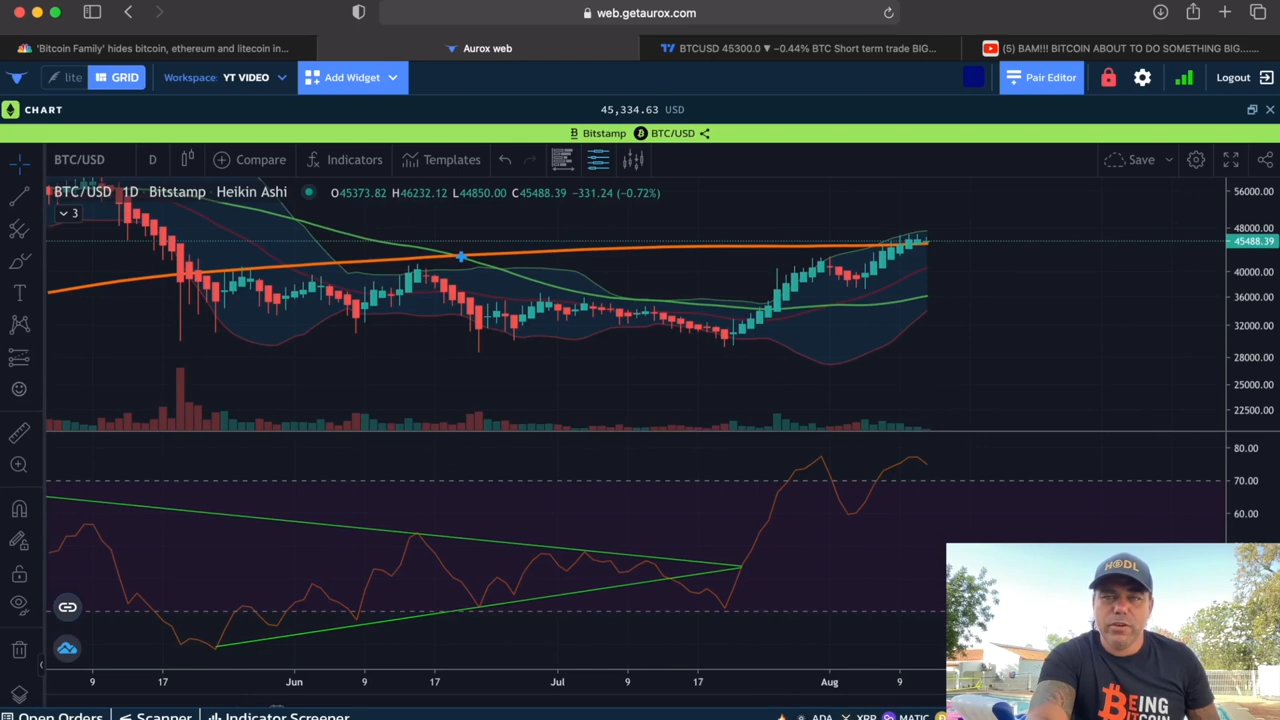 web.getaurox.com
'Bitcoin Family' hides bitcoin, ethereum and litecoin in...
Aurox web
BTCUSD 45300.0 ▼ −0.44% BTC Short term trade BIG...
(5) BAM!!! BITCOIN ABOUT TO DO SOMETHING BIG......
lite
GRID
Workspace: YT VIDEO
Add Widget
Pair Editor
Logout
CHART
45,334.63 USD
Bitstamp
BTC/USD
BTC/USD
D
Compare
Indicators
Templates
Save
BTC/USD 1D Bitstamp Heikin Ashi
O45373.82 H46232.12 L44850.00 C45488.39 −331.24 (−0.72%)
3
56000.00
48000.00
45488.39
40000.00
36000.00
32000.00
28000.00
25000.00
22500.00
80.00
70.00
60.00
9
17
Jun
9
17
Jul
9
17
Aug
9
HODL
BEING
BITCOIN
Open Orders
Scanner
Indicator Screener
ADA
XRP
MATIC